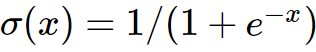 σ(x) = 1/(1 + e⁻ˣ)